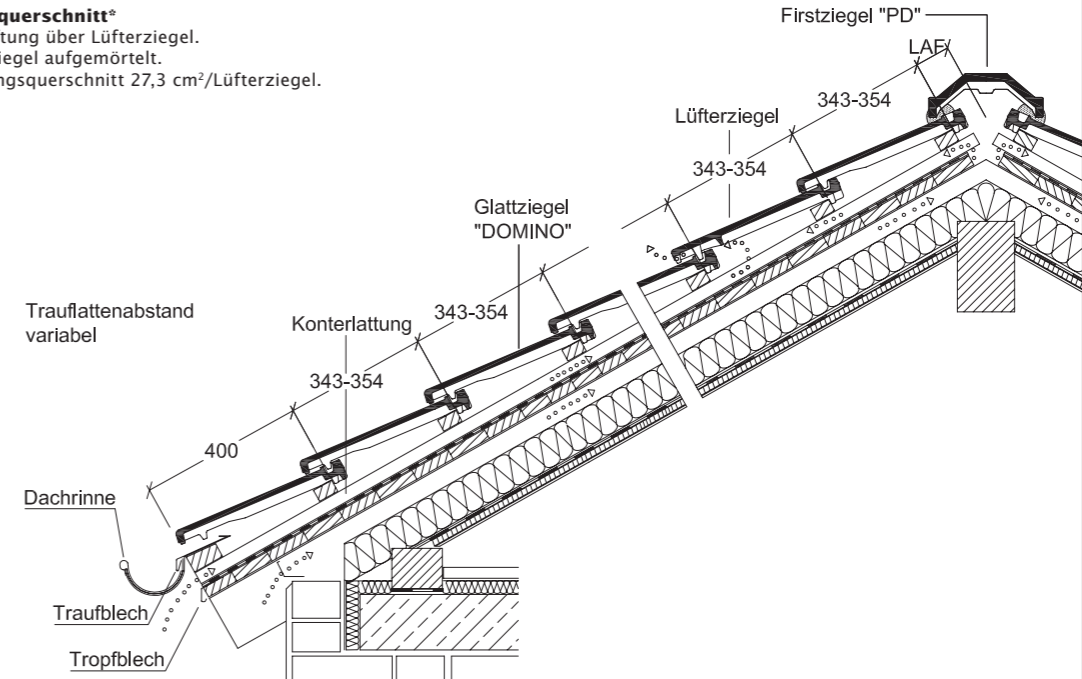 querschnitt*
tung über Lüfterziegel.
iegel aufgemörtelt.
ngsquerschnitt 27,3 cm²/Lüfterziegel.
Firstziegel "PD"
LAF
343-354
Lüfterziegel
343-354
Glattziegel
"DOMINO"
Trauflattenabstand
variabel
343-354
Konterlattung
343-354
400
Dachrinne
Traufblech
Tropfblech